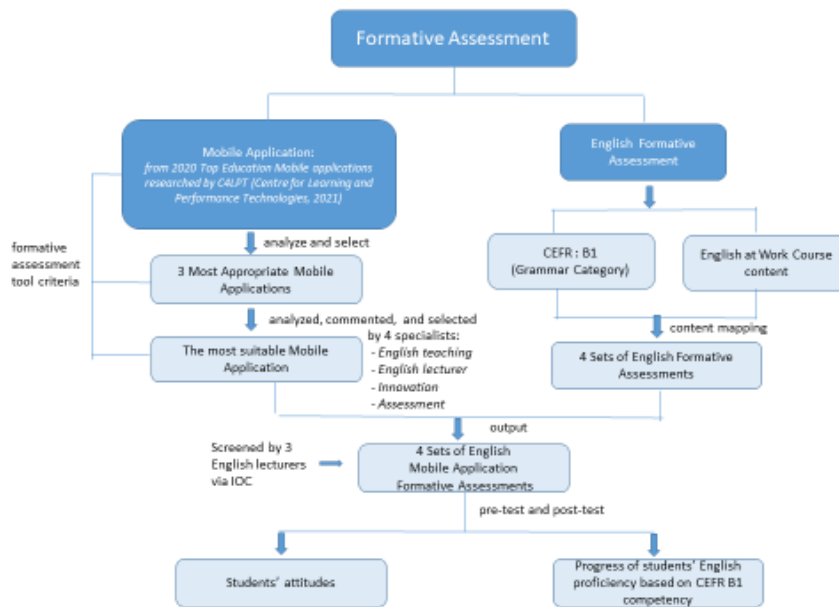 Formative Assessment
Mobile Application:
from 2020 Top Education Mobile applications
researched by C4LPT (Centre for Learning and
Performance Technologies, 2021)
English Formative
Assessment
formative
assessment
tool criteria
analyze and select
3 Most Appropriate Mobile
Applications
CEFR : B1
(Grammar Category)
English at Work Course
content
analyzed, commented, and selected
by 4 specialists:
- English teaching
- English lecturer
- Innovation
- Assessment
The most suitable Mobile
Application
content mapping
4 Sets of English Formative
Assessments
output
Screened by 3
English lecturers
via IOC
4 Sets of English
Mobile Application
Formative Assessments
pre-test and post-test
Students' attitudes
Progress of students' English
proficiency based on CEFR B1
competency